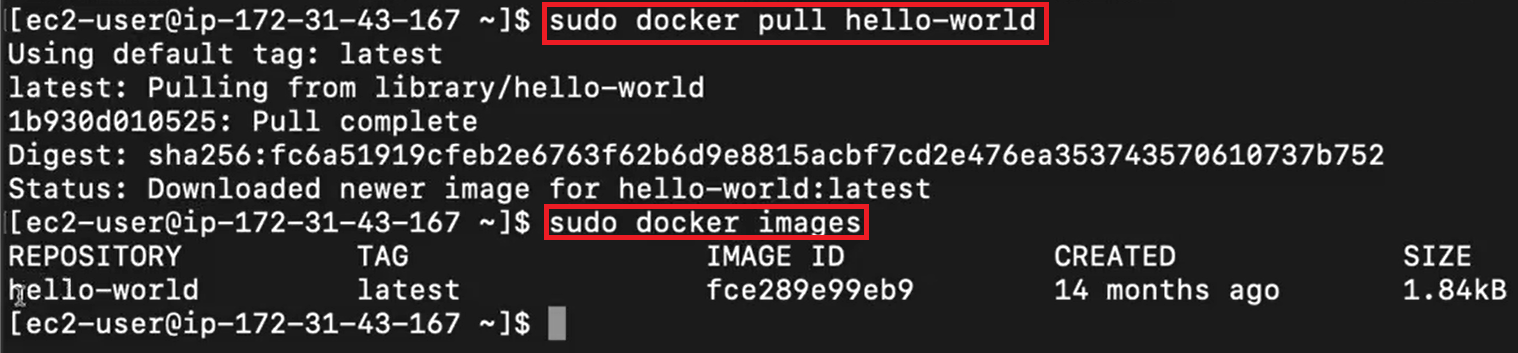 [ec2-user@ip-172-31-43-167 ~]$ sudo docker pull hello-world
Using default tag: latest
latest: Pulling from library/hello-world
1b930d010525: Pull complete
Digest: sha256:fc6a51919cfeb2e6763f62b6d9e8815acbf7cd2e476ea353743570610737b752
Status: Downloaded newer image for hello-world:latest
[ec2-user@ip-172-31-43-167 ~]$ sudo docker images
REPOSITORY TAG IMAGE ID CREATED SIZE
hello-world latest fce289e99eb9 14 months ago 1.84kB
[ec2-user@ip-172-31-43-167 ~]$